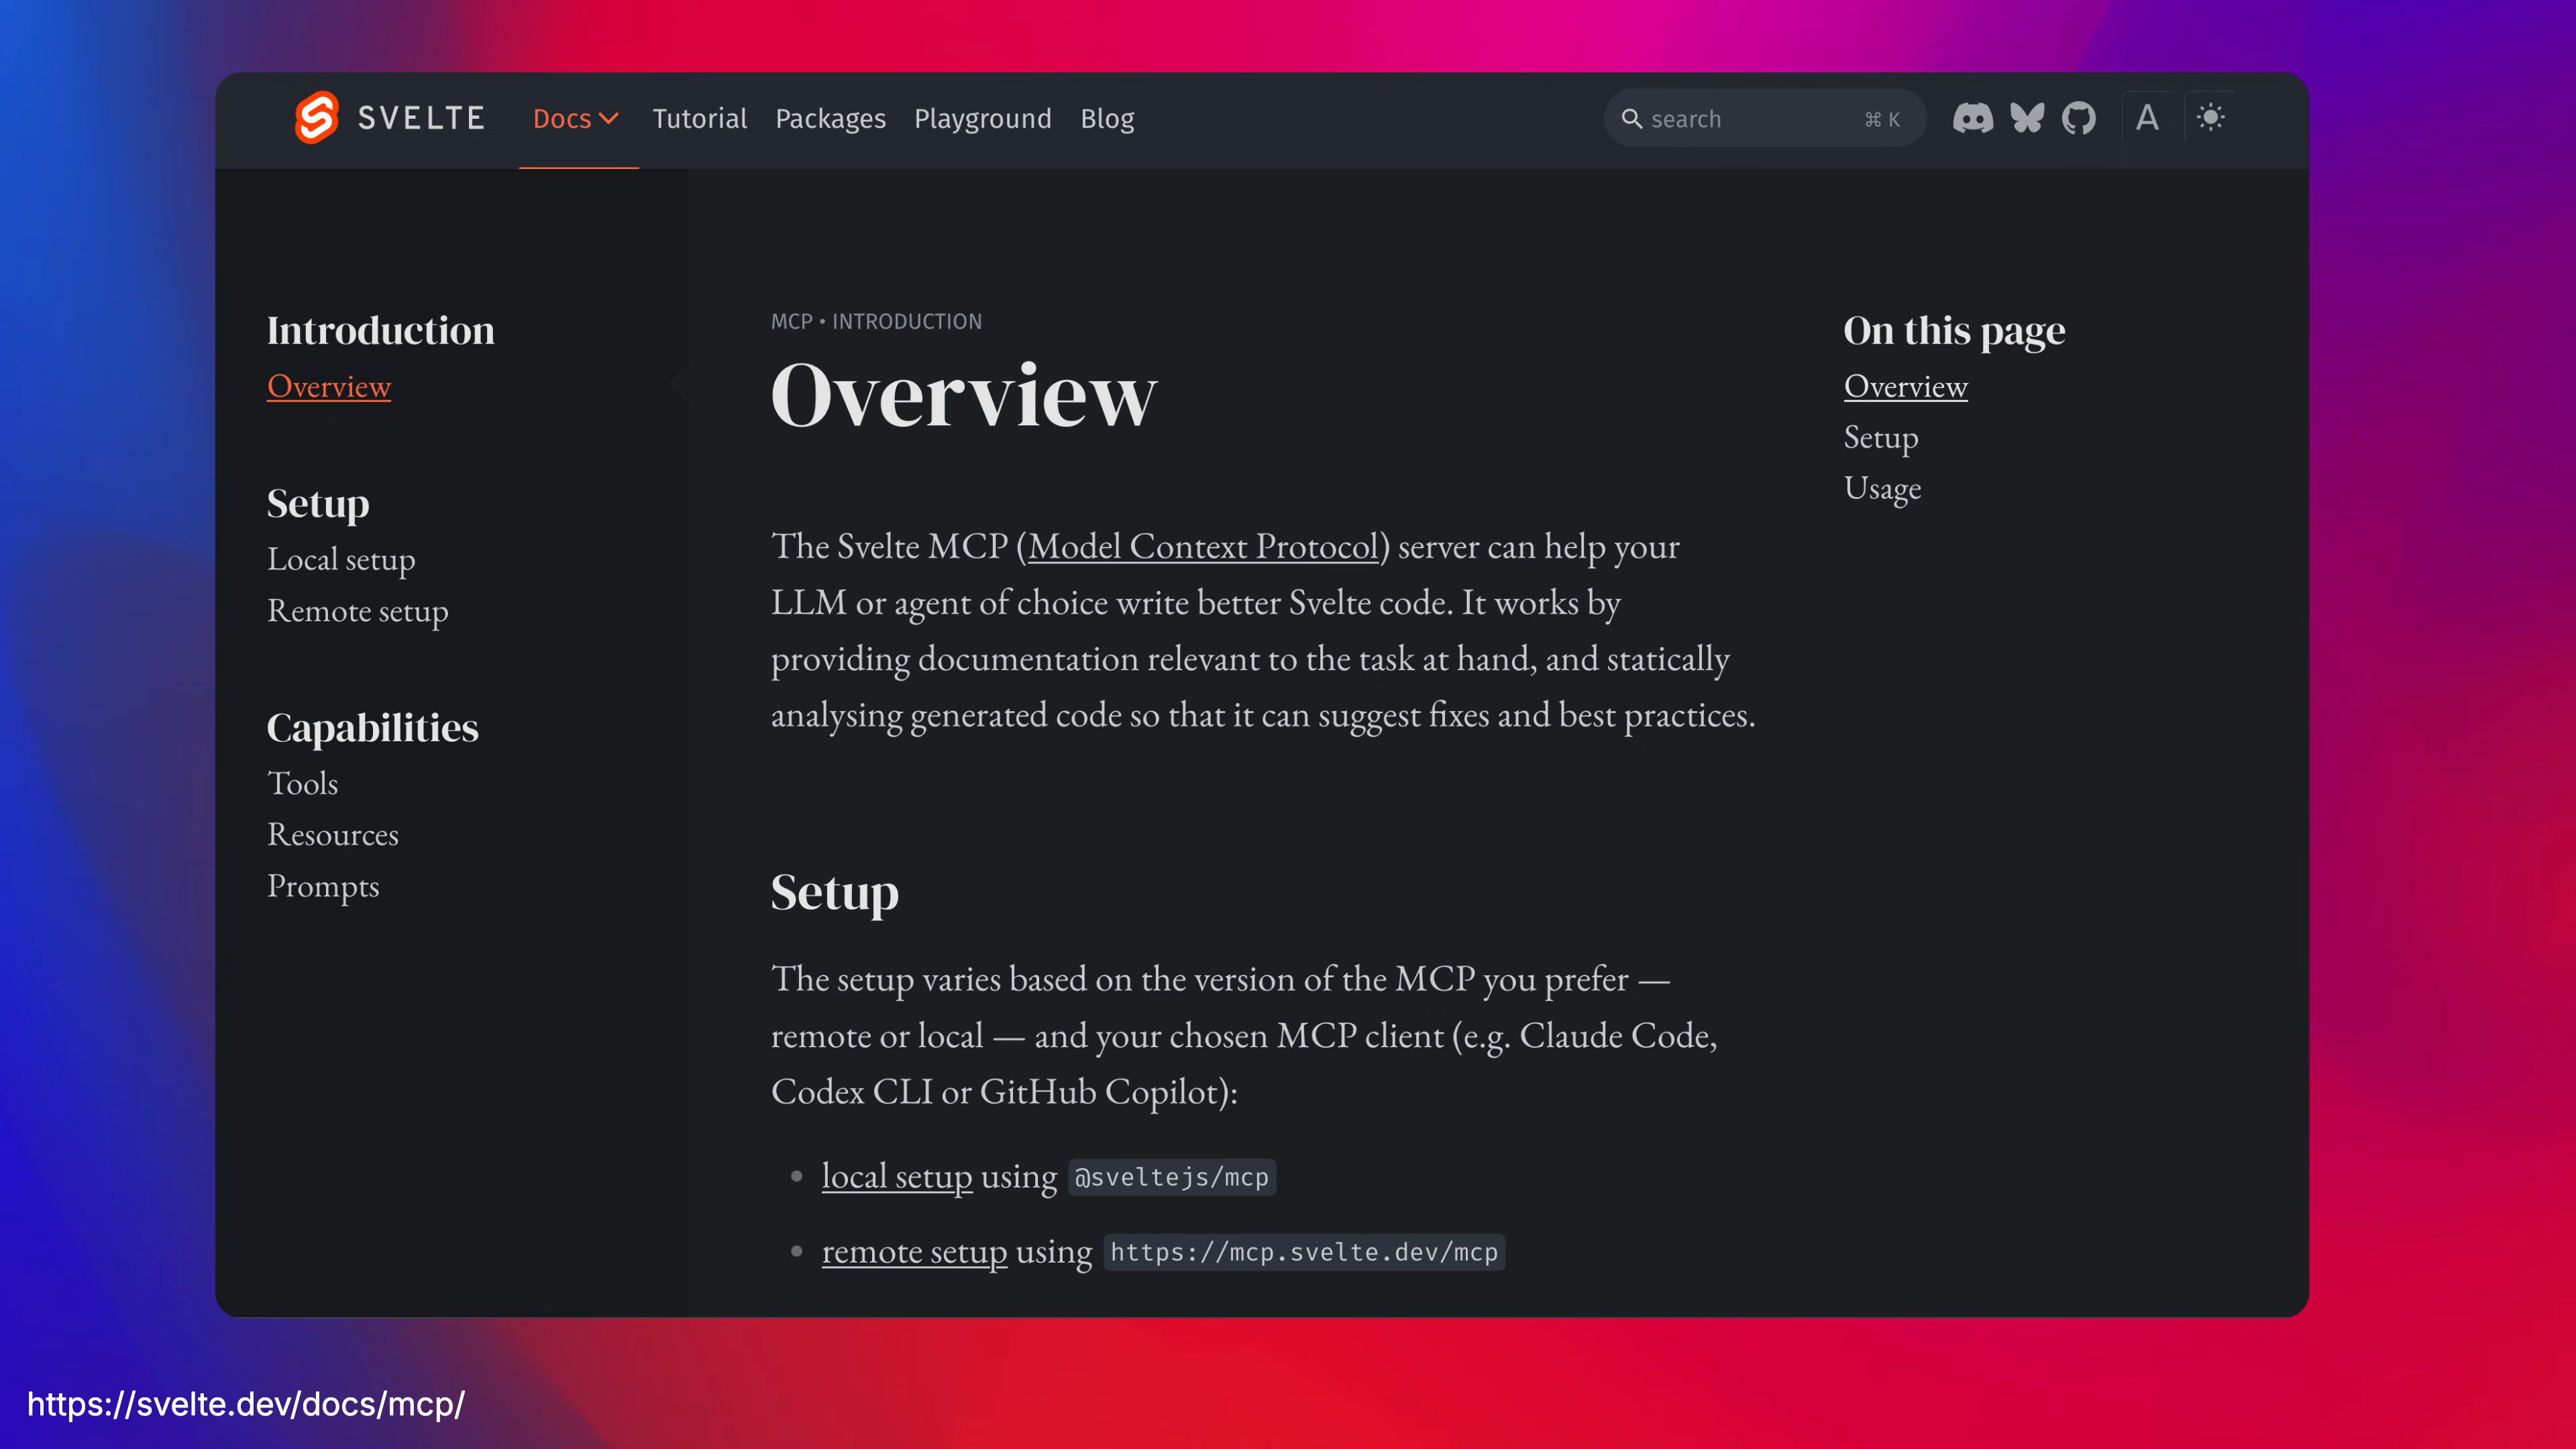 SVELTE
Docs
Tutorial
Packages
Playground
Blog
search
⌘ K
A
Introduction
Overview
Setup
Local setup
Remote setup
Capabilities
Tools
Resources
Prompts
MCP • INTRODUCTION
Overview
The Svelte MCP (Model Context Protocol) server can help your
LLM or agent of choice write better Svelte code. It works by
providing documentation relevant to the task at hand, and statically
analysing generated code so that it can suggest fixes and best practices.
Setup
The setup varies based on the version of the MCP you prefer —
remote or local — and your chosen MCP client (e.g. Claude Code,
Codex CLI or GitHub Copilot):
• local setup using @sveltejs/mcp
• remote setup using https://mcp.svelte.dev/mcp
On this page
Overview
Setup
Usage
https://svelte.dev/docs/mcp/